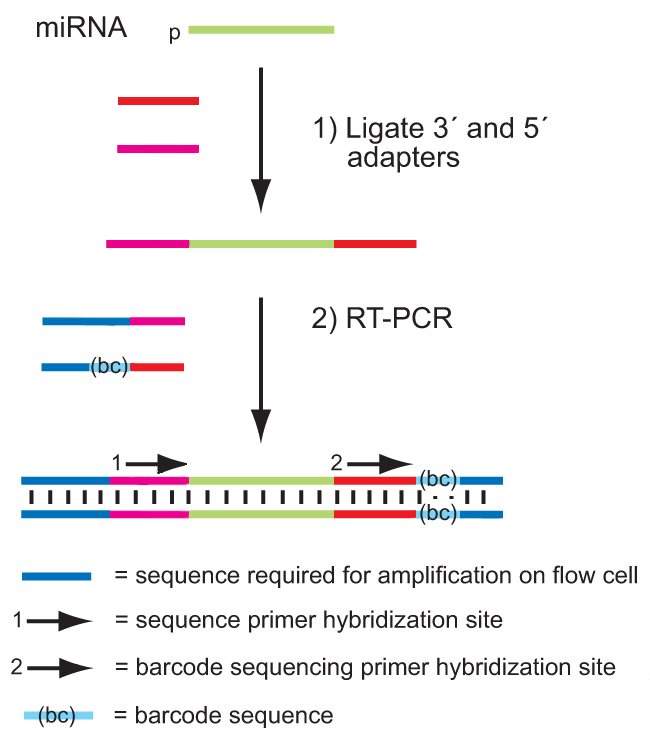 miRNA
p
1) Ligate 3´ and 5´
adapters
2) RT-PCR
(bc)
1
2
(bc)
(bc)
= sequence required for amplification on flow cell
1 = sequence primer hybridization site
2 = barcode sequencing primer hybridization site
(bc) = barcode sequence